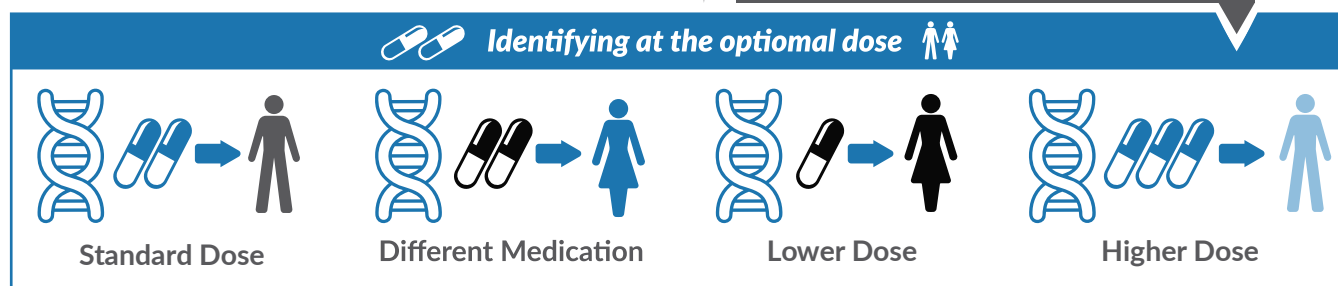 Identifying at the optiomal dose
Standard Dose
Different Medication
Lower Dose
Higher Dose